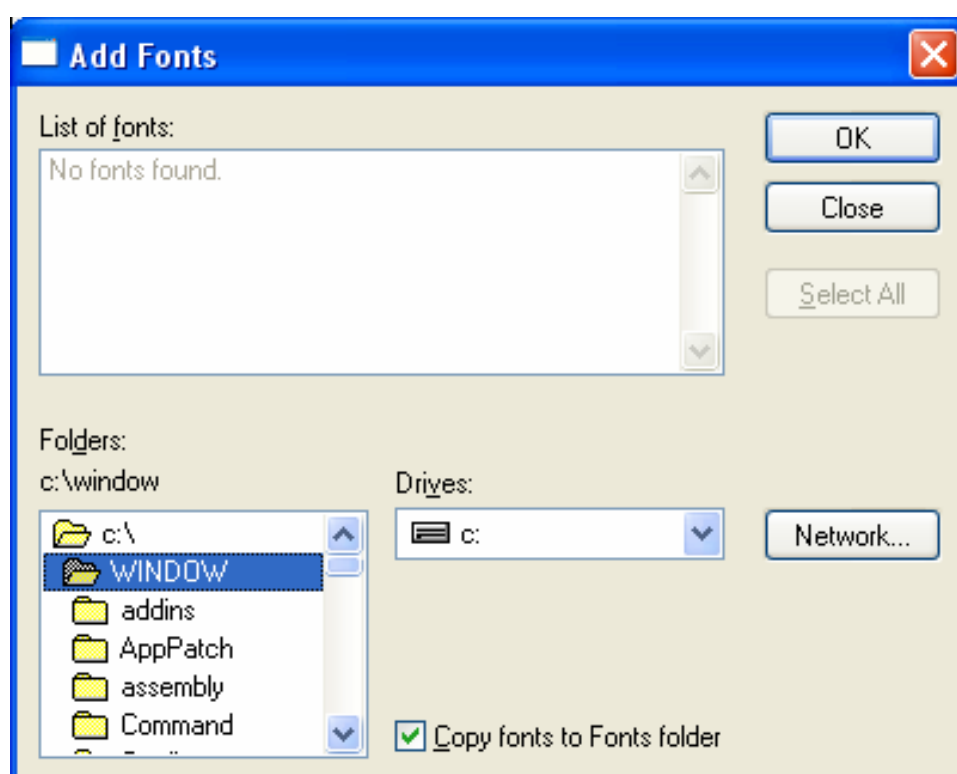 Add Fonts
List of fonts:
No fonts found.
OK
Close
Select All
Folders:
c:\window
Drives:
c:\
WINDOW
addins
AppPatch
assembly
Command
c:
Network...
Copy fonts to Fonts folder